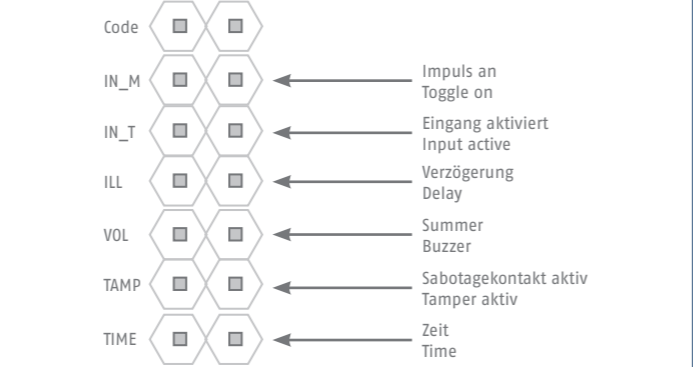 Code
IN_M
Impuls an
Toggle on
IN_T
Eingang aktiviert
Input active
ILL
Verzögerung
Delay
VOL
Summer
Buzzer
TAMP
Sabotagekontakt aktiv
Tamper aktiv
TIME
Zeit
Time